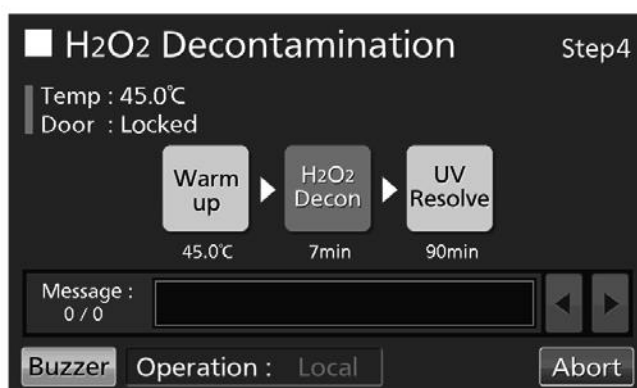 H2O2 Decontamination
Step4
Temp : 45.0℃
Door : Locked
Warm
up
H2O2
Decon
UV
Resolve
45.0℃
7min
90min
Message :
0 / 0
Buzzer
Operation : Local
Abort